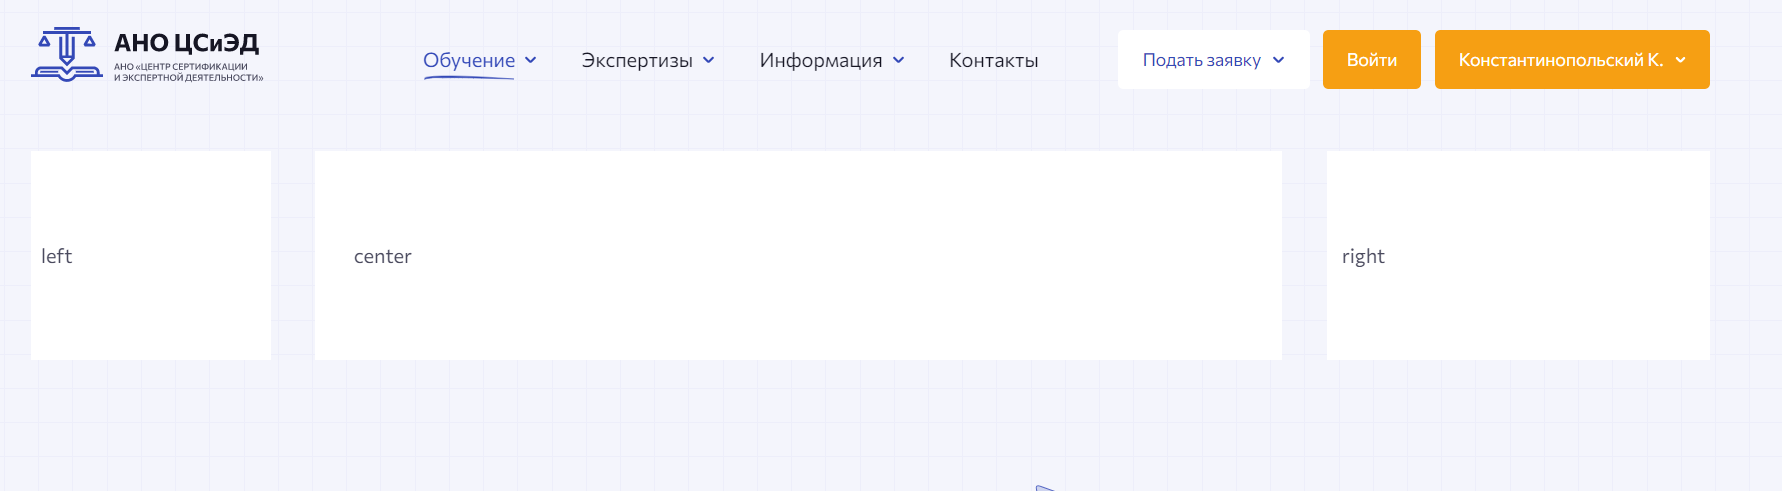 АНО ЦСиЭД
АНО «ЦЕНТР СЕРТИФИКАЦИИ
И ЭКСПЕРТНОЙ ДЕЯТЕЛЬНОСТИ»
Обучение
Экспертизы
Информация
Контакты
Подать заявку
Войти
Константинопольский К.
left
center
right